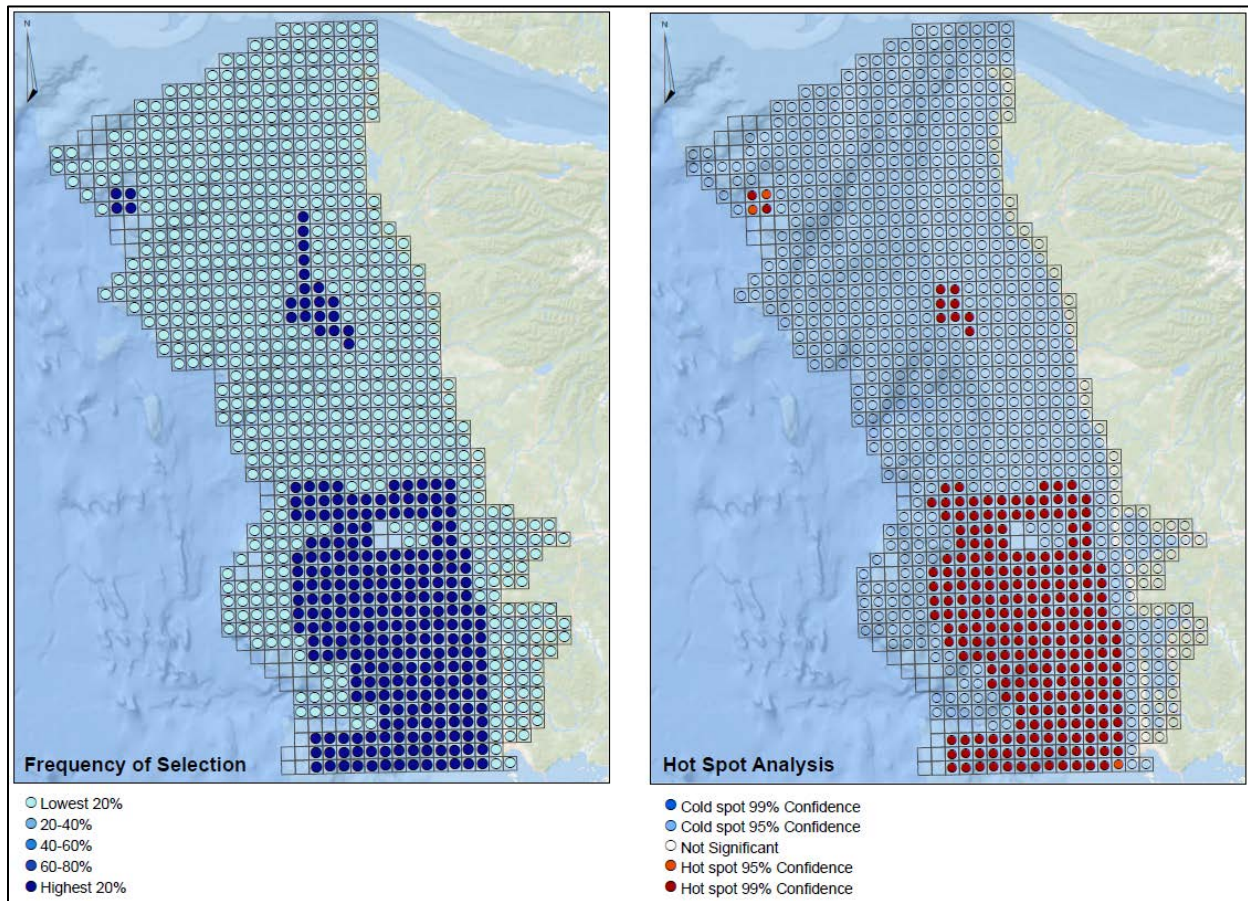 N
N
Frequency of Selection
Hot Spot Analysis
Lowest 20%
20-40%
40-60%
60-80%
Highest 20%
Cold spot 99% Confidence
Cold spot 95% Confidence
Not Significant
Hot spot 95% Confidence
Hot spot 99% Confidence